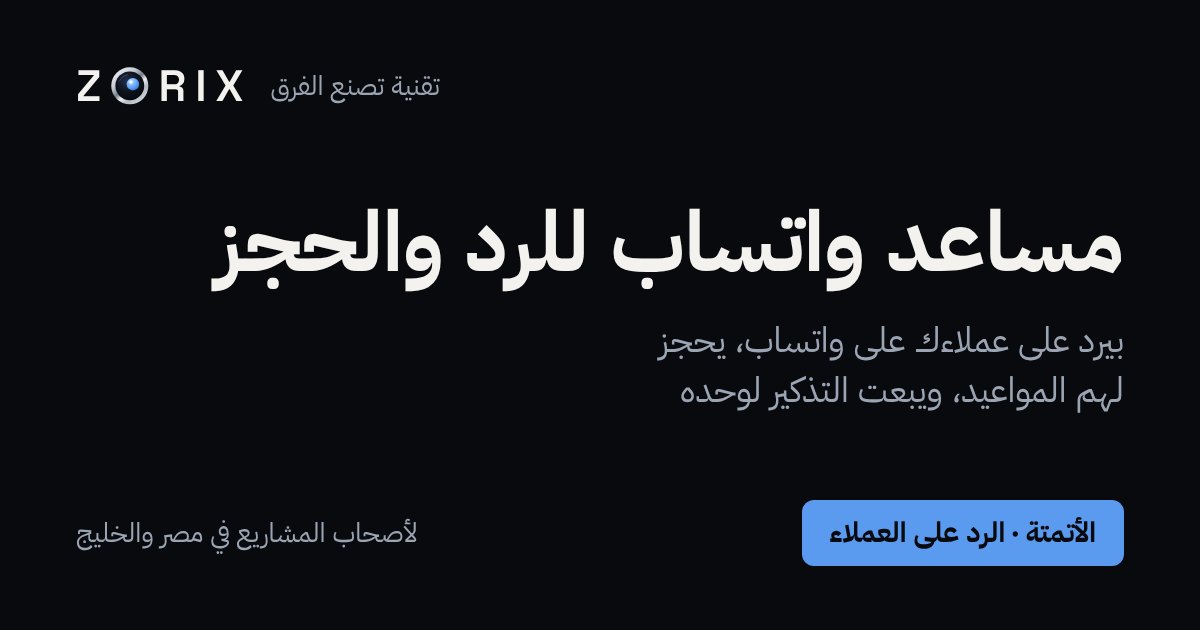 ZORIX
تقنية تصنع الفرق
مساعد واتساب للرد والحجز
بيرد على عملاءك على واتساب، يحجز
لهم المواعيد، ويبعت التذكير لوحده
الأتمتة · الرد على العملاء
لأصحاب المشاريع في مصر والخليج